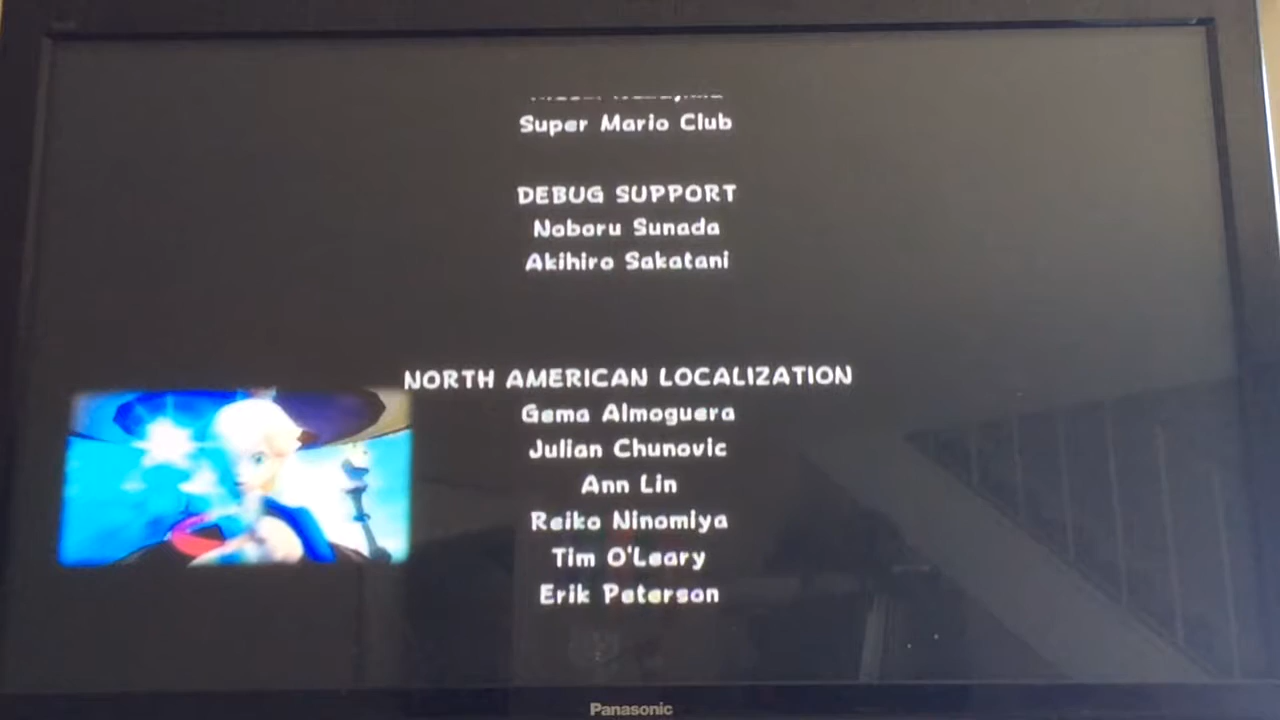 Super Mario Club
DEBUG SUPPORT
Noboru Sunada
Akihiro Sakatani
NORTH AMERICAN LOCALIZATION
Gema Almoguera
Julian Chunovic
Ann Lin
Reiko Ninomiya
Tim O'Leary
Erik Peterson
Panasonic